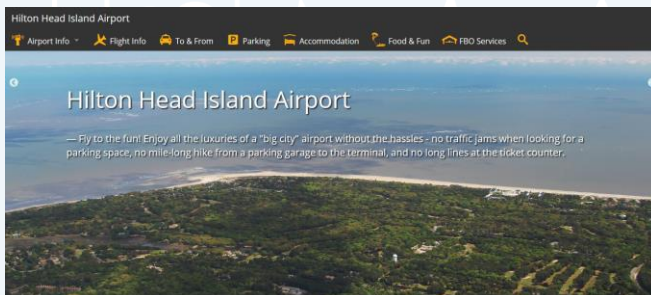 Hilton Head Island Airport
Airport Info Flight Info To & From P Parking Accommodation Food & Fun FBO Services
Hilton Head Island Airport
— Fly to the fun! Enjoy all the luxuries of a "big city" airport without the hassles - no traffic jams when looking for a
parking space, no mile-long hike from a parking garage to the terminal, and no long lines at the ticket counter.